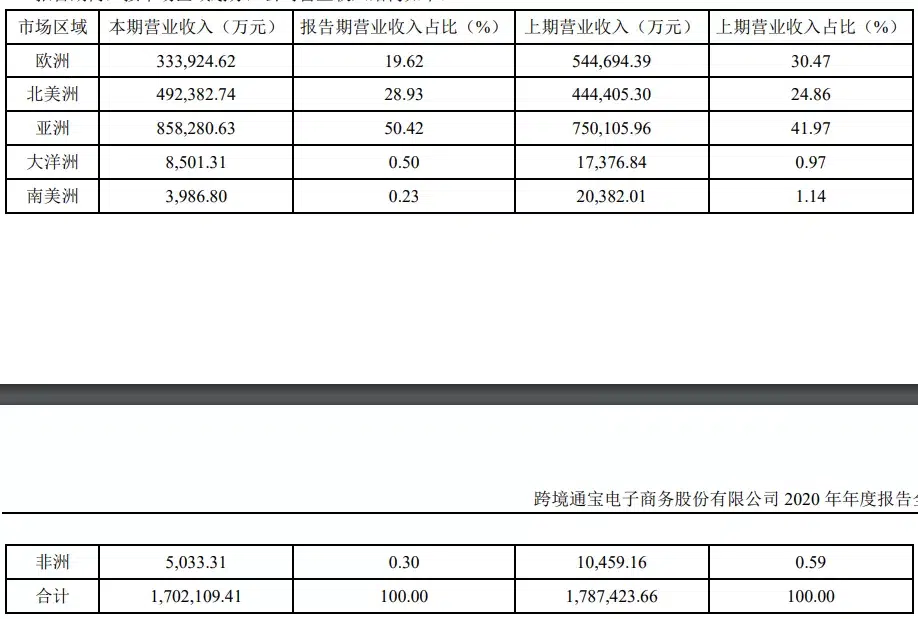 市场区域 本期营业收入（万元） 报告期营业收入占比（%） 上期营业收入（万元） 上期营业收入占比（%）
欧洲 333,924.62 19.62 544,694.39 30.47
北美洲 492,382.74 28.93 444,405.30 24.86
亚洲 858,280.63 50.42 750,105.96 41.97
大洋洲 8,501.31 0.50 17,376.84 0.97
南美洲 3,986.80 0.23 20,382.01 1.14
跨境通宝电子商务股份有限公司 2020 年年度报告全
非洲 5,033.31 0.30 10,459.16 0.59
合计 1,702,109.41 100.00 1,787,423.66 100.00